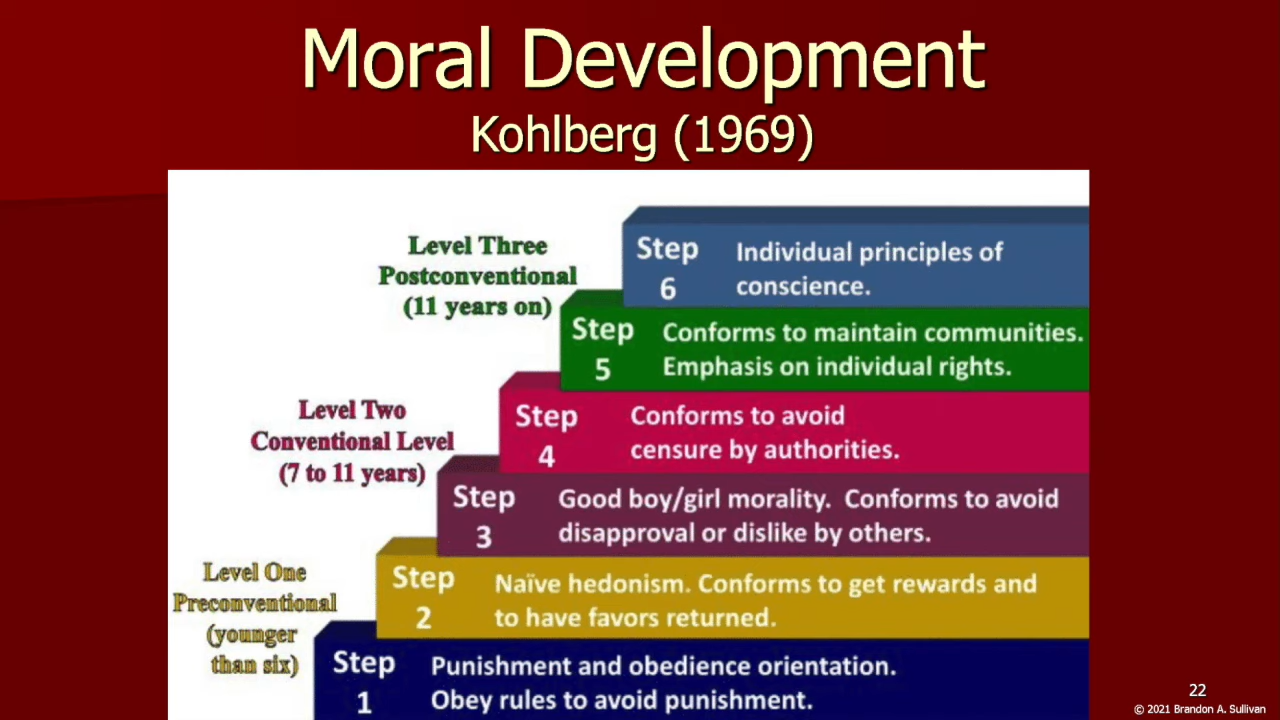 Moral Development
Kohlberg (1969)
Level Three
Postconventional
(11 years on)
Step
6
Individual principles of
conscience.
Step
5
Conforms to maintain communities.
Emphasis on individual rights.
Level Two
Conventional Level
(7 to 11 years)
Step
4
Conforms to avoid
censure by authorities.
Step
3
Good boy/girl morality.  Conforms to avoid
disapproval or dislike by others.
Level One
Preconventional
(younger
than six)
Step
2
Naïve hedonism. Conforms to get rewards and
to have favors returned.
Step
1
Punishment and obedience orientation.
Obey rules to avoid punishment.
22
© 2021 Brandon A. Sullivan